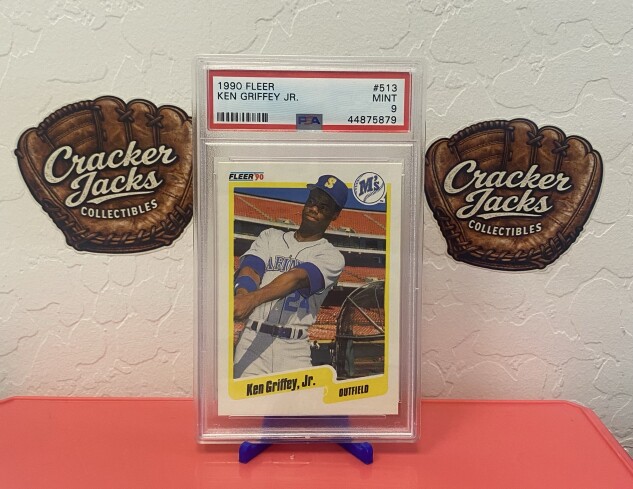 1990 FLEER
#513
KEN GRIFFEY JR.
MINT
9
PSA
44875879
Cracker
Jacks
COLLECTIBLES
FLEER'90
M's
S
24
Ken Griffey, Jr.
OUTFIELD
Cracker
Jacks
COLLECTIBLES